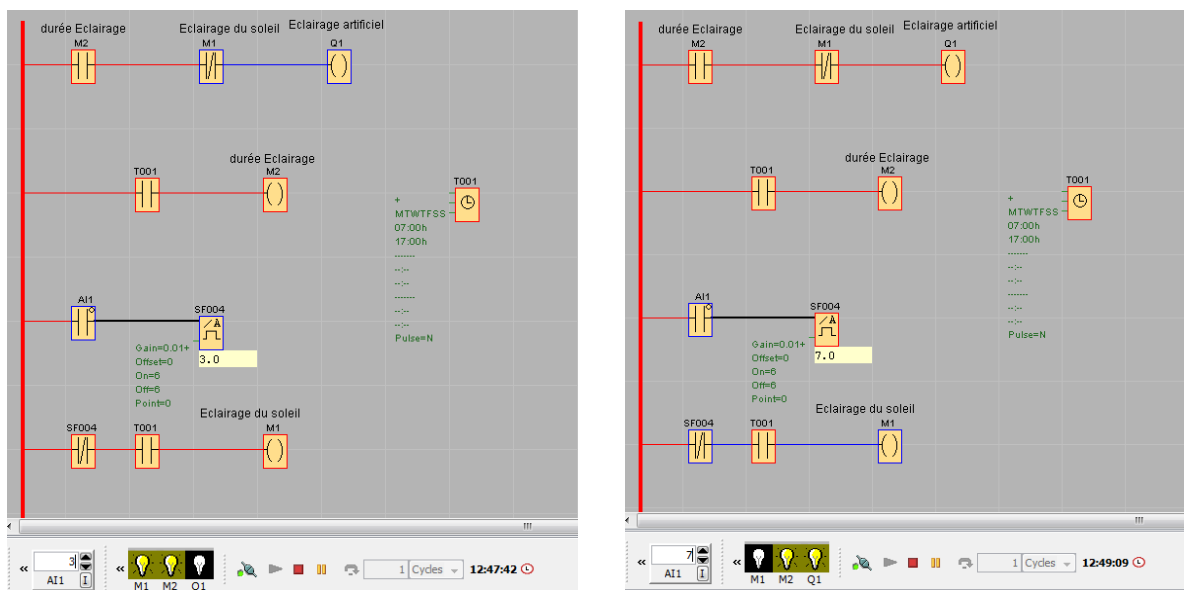 durée Eclairage
Eclairage du soleil
Eclairage artificiel
M2
M1
Q1
durée Eclairage
T001
M2
T001
+
MTWTFSS
07:00h
17:00h
-------
--:--
--:--
-------
--:--
--:--
Pulse=N
AI1
SF004
/A
Gain=0.01+
Offset=0
On=6
Off=6
Point=0
3.0
Eclairage du soleil
SF004
T001
M1
«
3
AI1
I
«
M1
M2
Q1
1
Cycles
12:47:42
durée Eclairage
Eclairage du soleil
Eclairage artificiel
M2
M1
Q1
durée Eclairage
T001
M2
T001
+
MTWTFSS
07:00h
17:00h
-------
--:--
--:--
-------
--:--
--:--
Pulse=N
AI1
SF004
/A
Gain=0.01+
Offset=0
On=6
Off=6
Point=0
7.0
Eclairage du soleil
SF004
T001
M1
«
7
AI1
I
«
M1
M2
Q1
1
Cycles
12:49:09